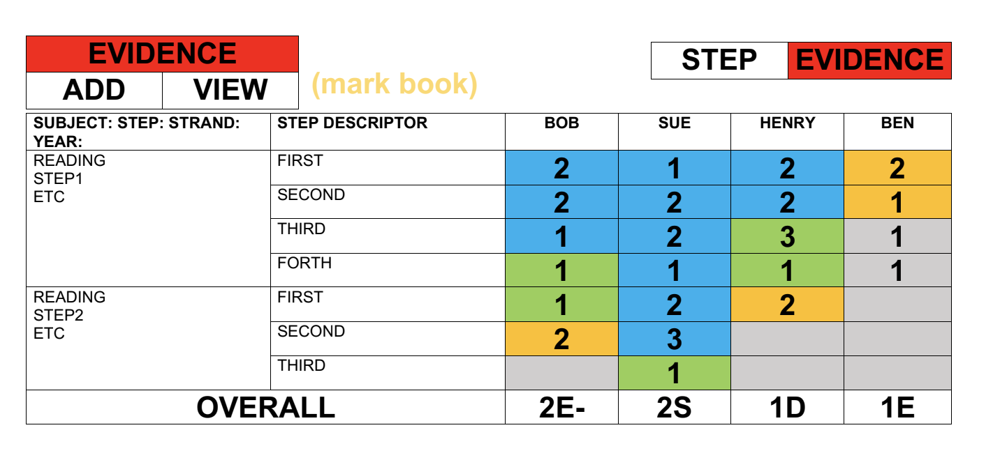 EVIDENCE
ADD VIEW
(mark book)
STEP EVIDENCE
SUBJECT: STEP: STRAND: YEAR: STEP DESCRIPTOR BOB SUE HENRY BEN
READING
STEP1
ETC
FIRST 2 1 2 2
SECOND 2 2 2 1
THIRD 1 2 3 1
FORTH 1 1 1 1
READING
STEP2
ETC
FIRST 1 2 2
SECOND 2 3
THIRD 1
OVERALL 2E- 2S 1D 1E